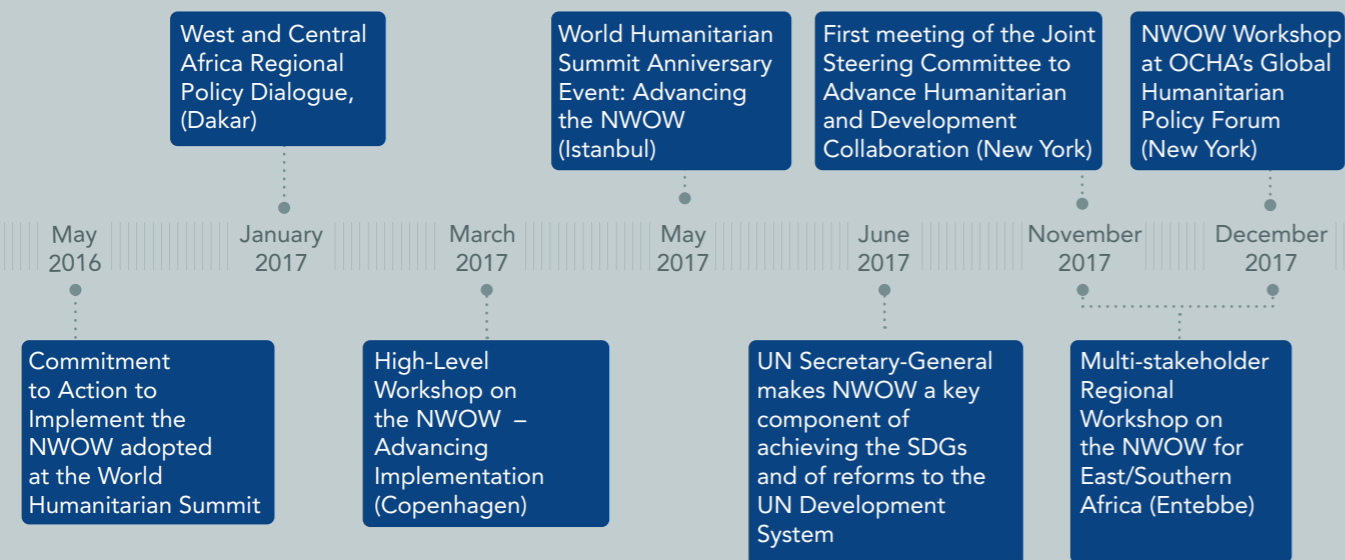 West and Central
Africa Regional
Policy Dialogue,
(Dakar)
World Humanitarian
Summit Anniversary
Event: Advancing
the NWOW
(Istanbul)
First meeting of the Joint
Steering Committee to
Advance Humanitarian
and Development
Collaboration (New York)
NWOW Workshop
at OCHA’s Global
Humanitarian
Policy Forum
(New York)
May
2016
January
2017
March
2017
May
2017
June
2017
November
2017
December
2017
Commitment
to Action to
Implement the
NWOW adopted
at the World
Humanitarian Summit
High-Level
Workshop on
the NWOW –
Advancing
Implementation
(Copenhagen)
UN Secretary-General
makes NWOW a key
component of
achieving the SDGs
and of reforms to the
UN Development
System
Multi-stakeholder
Regional
Workshop on
the NWOW for
East/Southern
Africa (Entebbe)